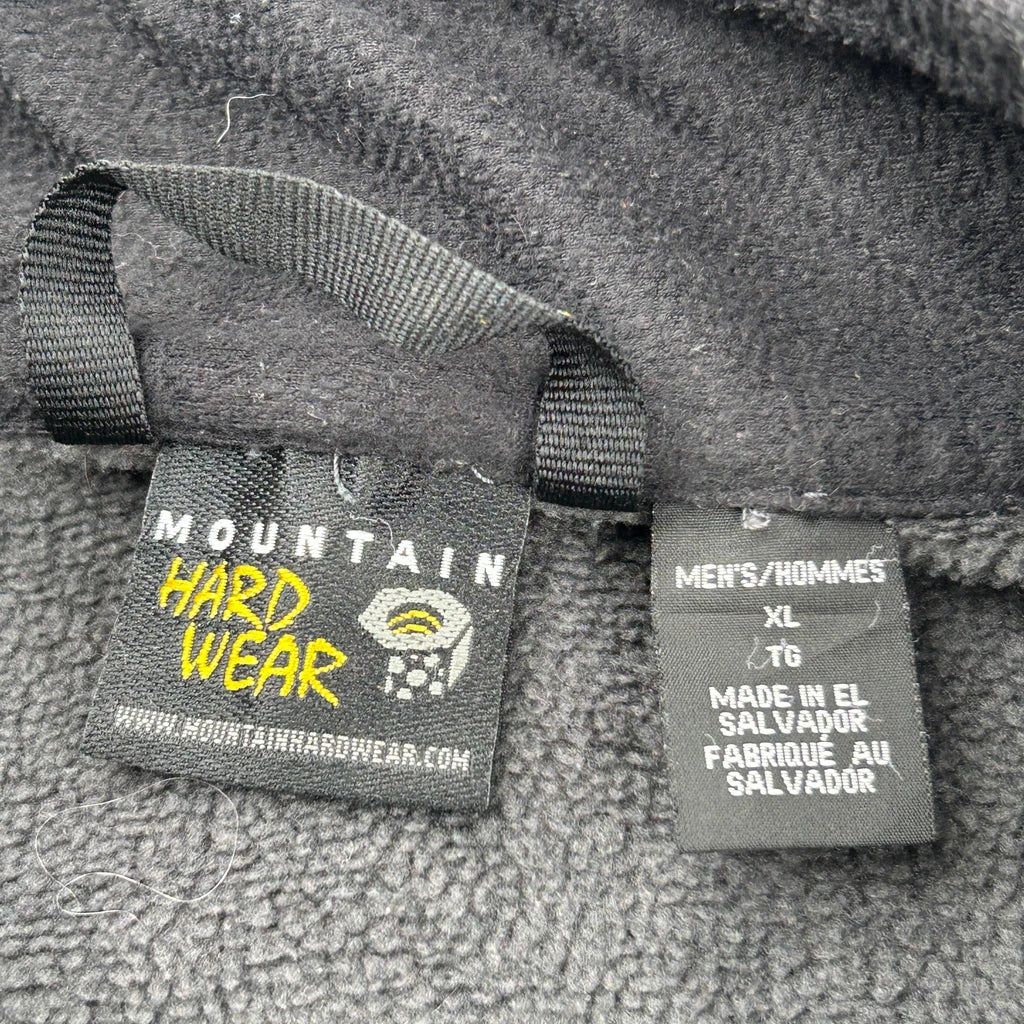 MOUNTAIN
HARD
WEAR
WWW.MOUNTAINHARDWEAR.COM
MEN'S/HOMMES
XL
TG
MADE IN EL
SALVADOR
FABRIQUÉ AU
SALVADOR